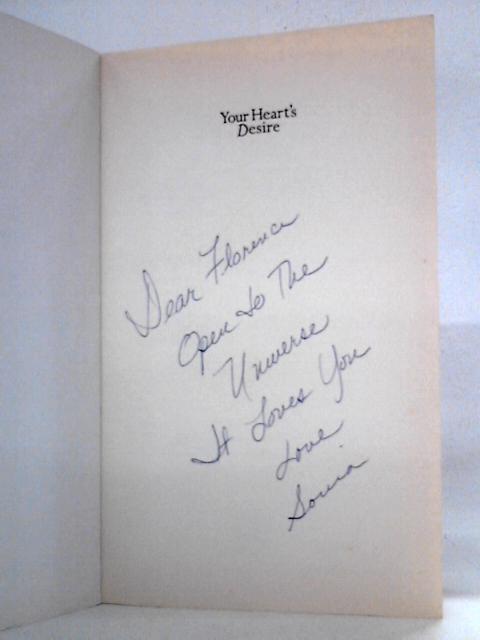 Your Heart's
Desire
Dear Florence
Open to The
Universe
It Loves You
Love
Sonia